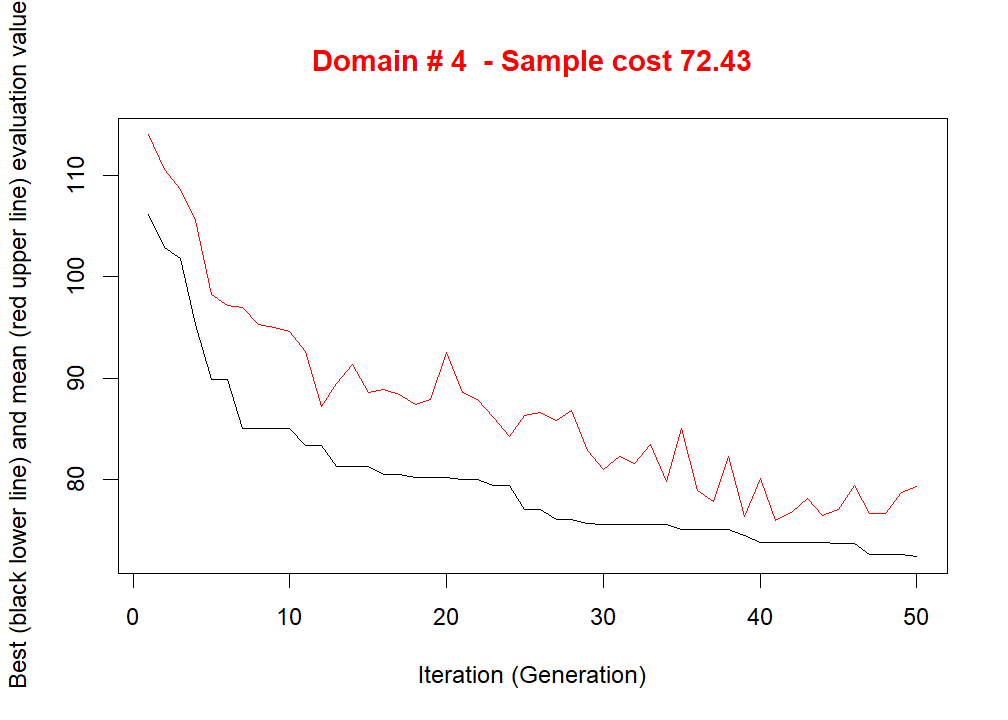 Domain # 4  - Sample cost 72.43
Best (black lower line) and mean (red upper line) evaluation value
110
100
90
80
0 10 20 30 40 50
Iteration (Generation)